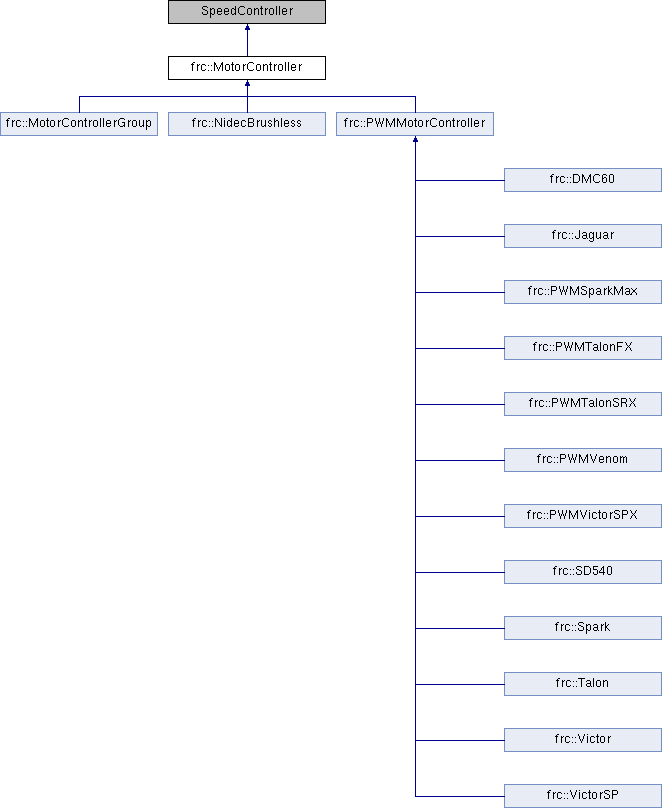 SpeedController
frc::MotorController
frc::MotorControllerGroup
frc::NidecBrushless
frc::PWMMotorController
frc::DMC60
frc::Jaguar
frc::PWMSparkMax
frc::PWMTalonFX
frc::PWMTalonSRX
frc::PWMVenom
frc::PWMVictorSPX
frc::SD540
frc::Spark
frc::Talon
frc::Victor
frc::VictorSP